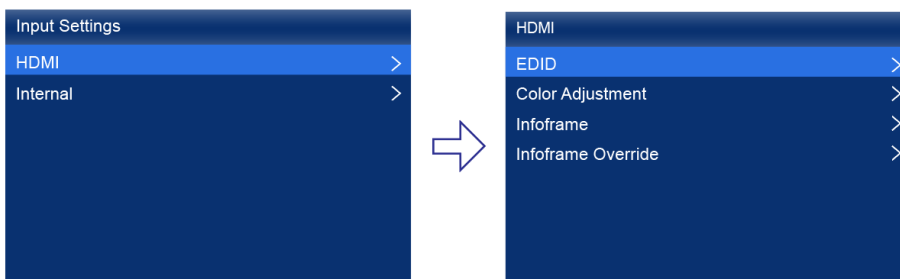 Input Settings
HDMI
Internal
HDMI
EDID
Color Adjustment
Infoframe
Infoframe Override